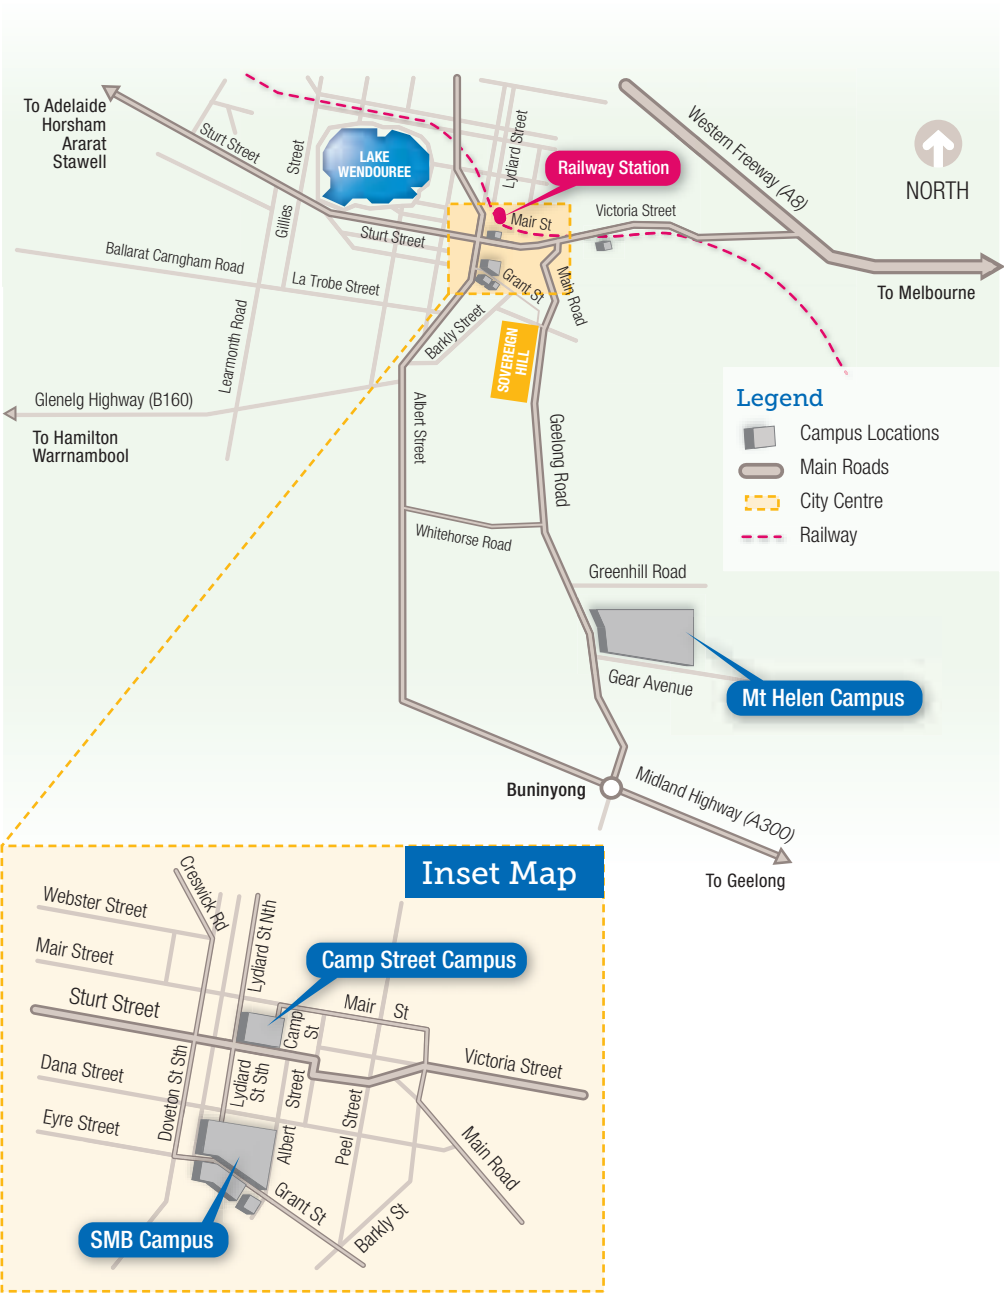 To Adelaide
Horsham
Ararat
Stawell
Sturt Street
Gillies
Street
LAKE
WENDOUREE
Lydiard Street
Railway Station
Western Freeway (A8)
NORTH
Mair St
Victoria Street
Sturt Street
Ballarat Carngham Road
La Trobe Street
Grant St
Main Road
To Melbourne
Learmonth Road
Barkly Street
SOVEREIGN
HILL
Glenelg Highway (B160)
To Hamilton
Warrnambool
Albert Street
Geelong Road
Legend
Campus Locations
Main Roads
City Centre
Railway
Whitehorse Road
Greenhill Road
Gear Avenue
Mt Helen Campus
Buninyong
Midland Highway (A300)
To Geelong
Inset Map
Creswick Rd
Webster Street
Lydiard St Nth
Mair Street
Camp Street Campus
Sturt Street
Mair St
Camp
St
Victoria Street
Dana Street
Doveton St Sth
Lydiard
St Sth
Albert Street
Peel Street
Eyre Street
Main Road
Grant St
Barkly St
SMB Campus